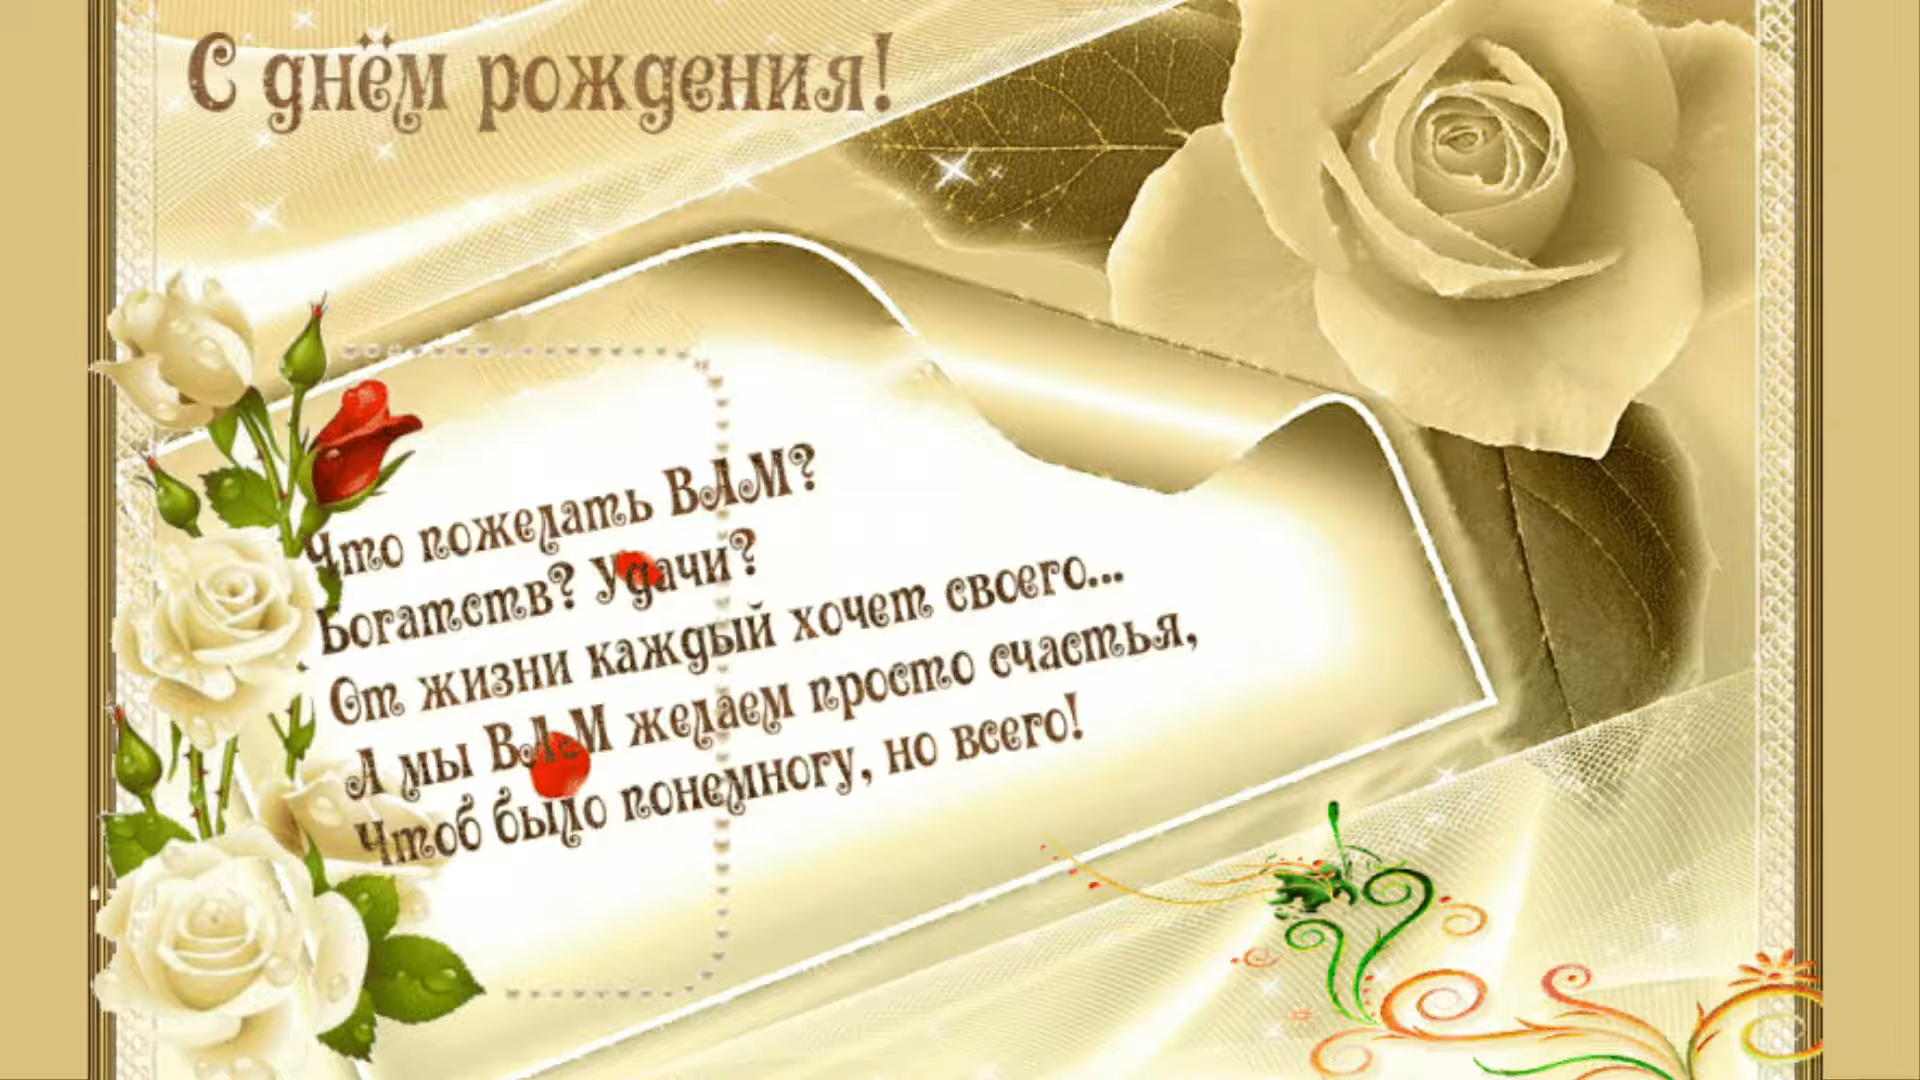 С днём рождения!
Что пожелать ВАМ?
Богатств? Удачи?
От жизни каждый хочет своего...
А мы ВАМ желаем просто счастья,
Чтоб было понемногу, но всего!